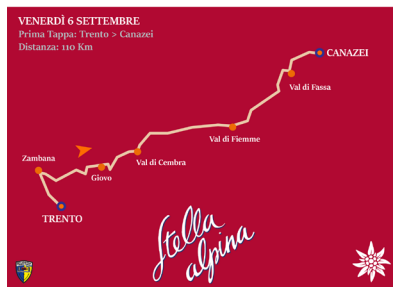 VENERDÌ 6 SETTEMBRE
Prima Tappa: Trento > Canazei
Distanza: 110 Km
CANAZEI
Val di Fassa
Val di Fiemme
Val di Cembra
Zambana
Giovo
TRENTO
Stella
alpina